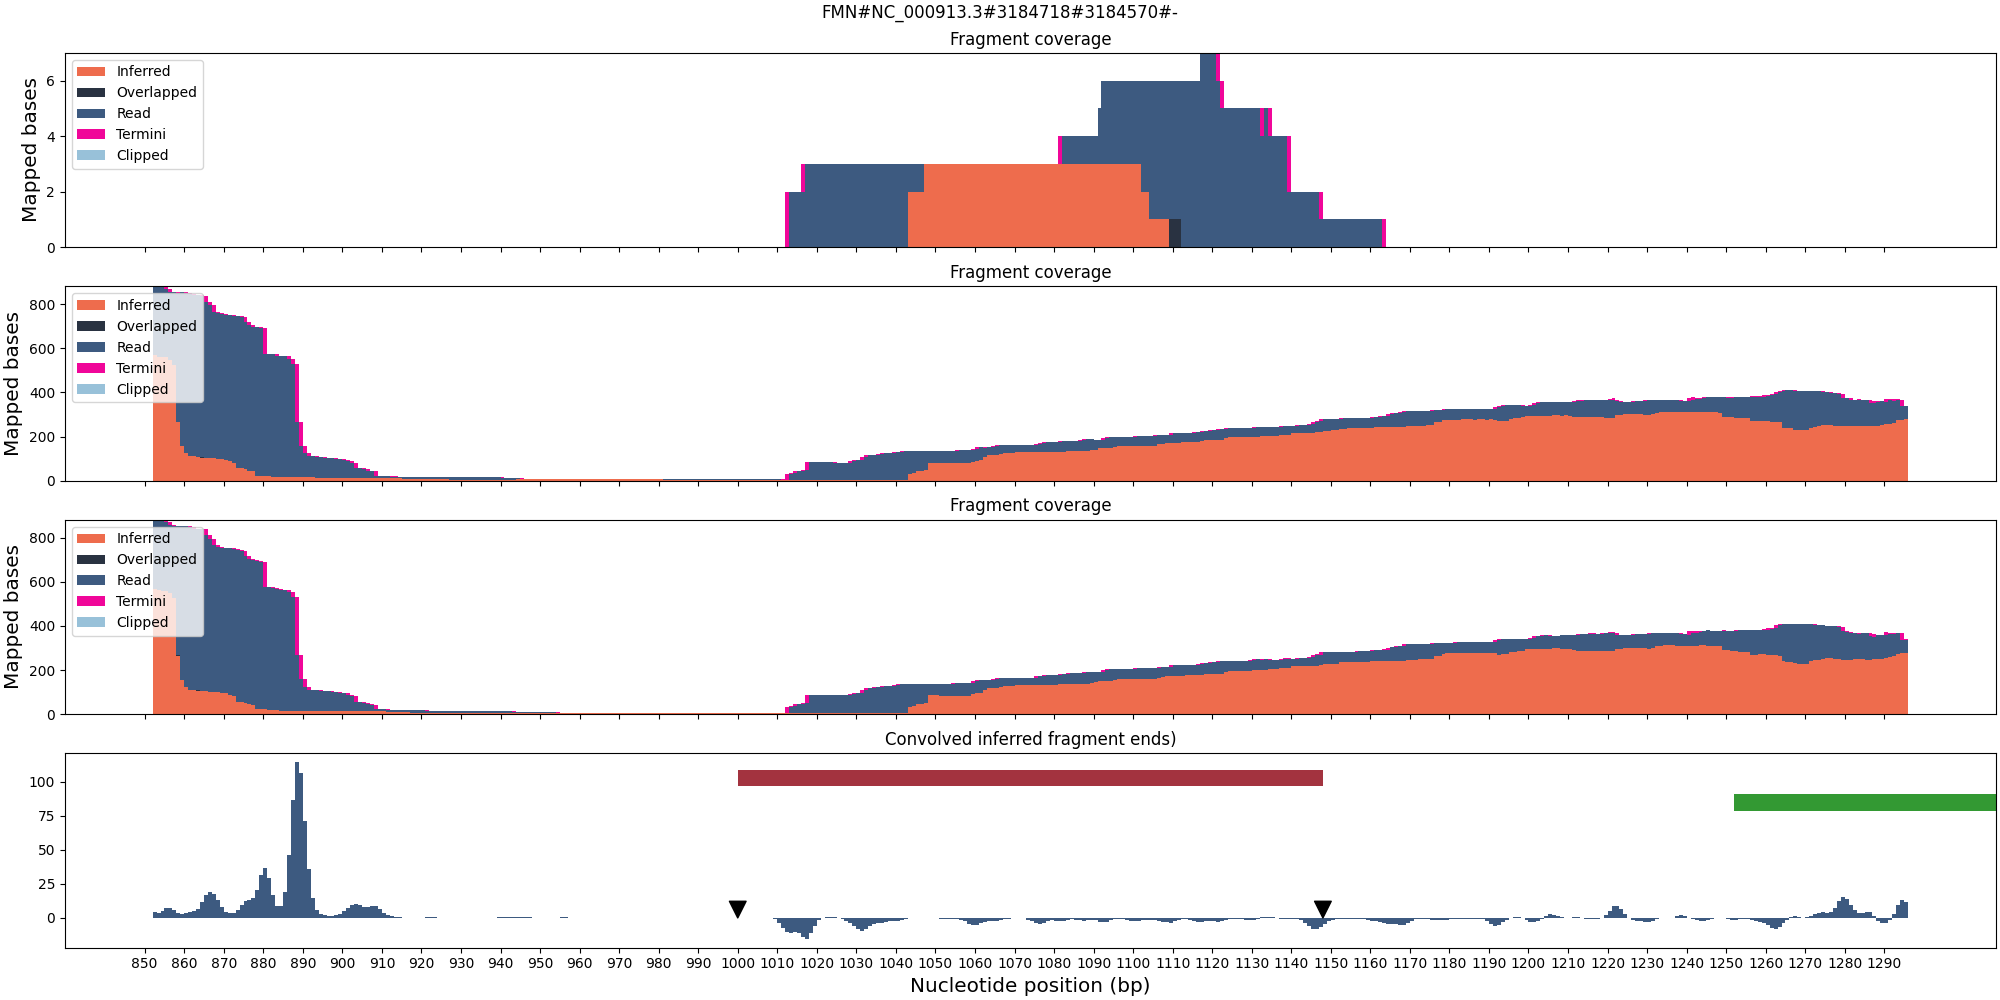 FMN#NC_000913.3#3184718#3184570#-
Fragment coverage
Mapped bases
6
4
2
0
Inferred
Overlapped
Read
Termini
Clipped
Fragment coverage
Mapped bases
800
600
400
200
0
Inferred
Overlapped
Read
Termini
Clipped
Fragment coverage
Mapped bases
800
600
400
200
0
Inferred
Overlapped
Read
Termini
Clipped
Convolved inferred fragment ends)
100
75
50
25
0
850 860 870 880 890 900 910 920 930 940 950 960 970 980 990 1000 1010 1020 1030 1040 1050 1060 1070 1080 1090 1100 1110 1120 1130 1140 1150 1160 1170 1180 1190 1200 1210 1220 1230 1240 1250 1260 1270 1280 1290
Nucleotide position (bp)